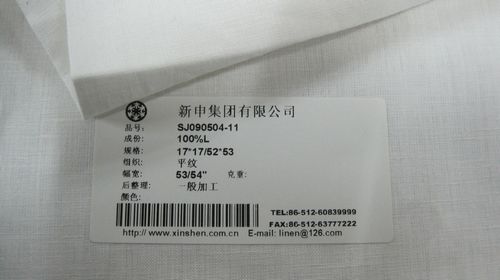 新申集团有限公司
品号: SJ090504-11
成份: 100%L
规格: 17*17/52*53
组织: 平纹
幅宽: 53/54" 克重:
后整理: 一般加工
颜色:
TEL:86-512-60839999
FAX:86-512-63777222
http://www.xinshen.com.cn E-mail: linen@126.com